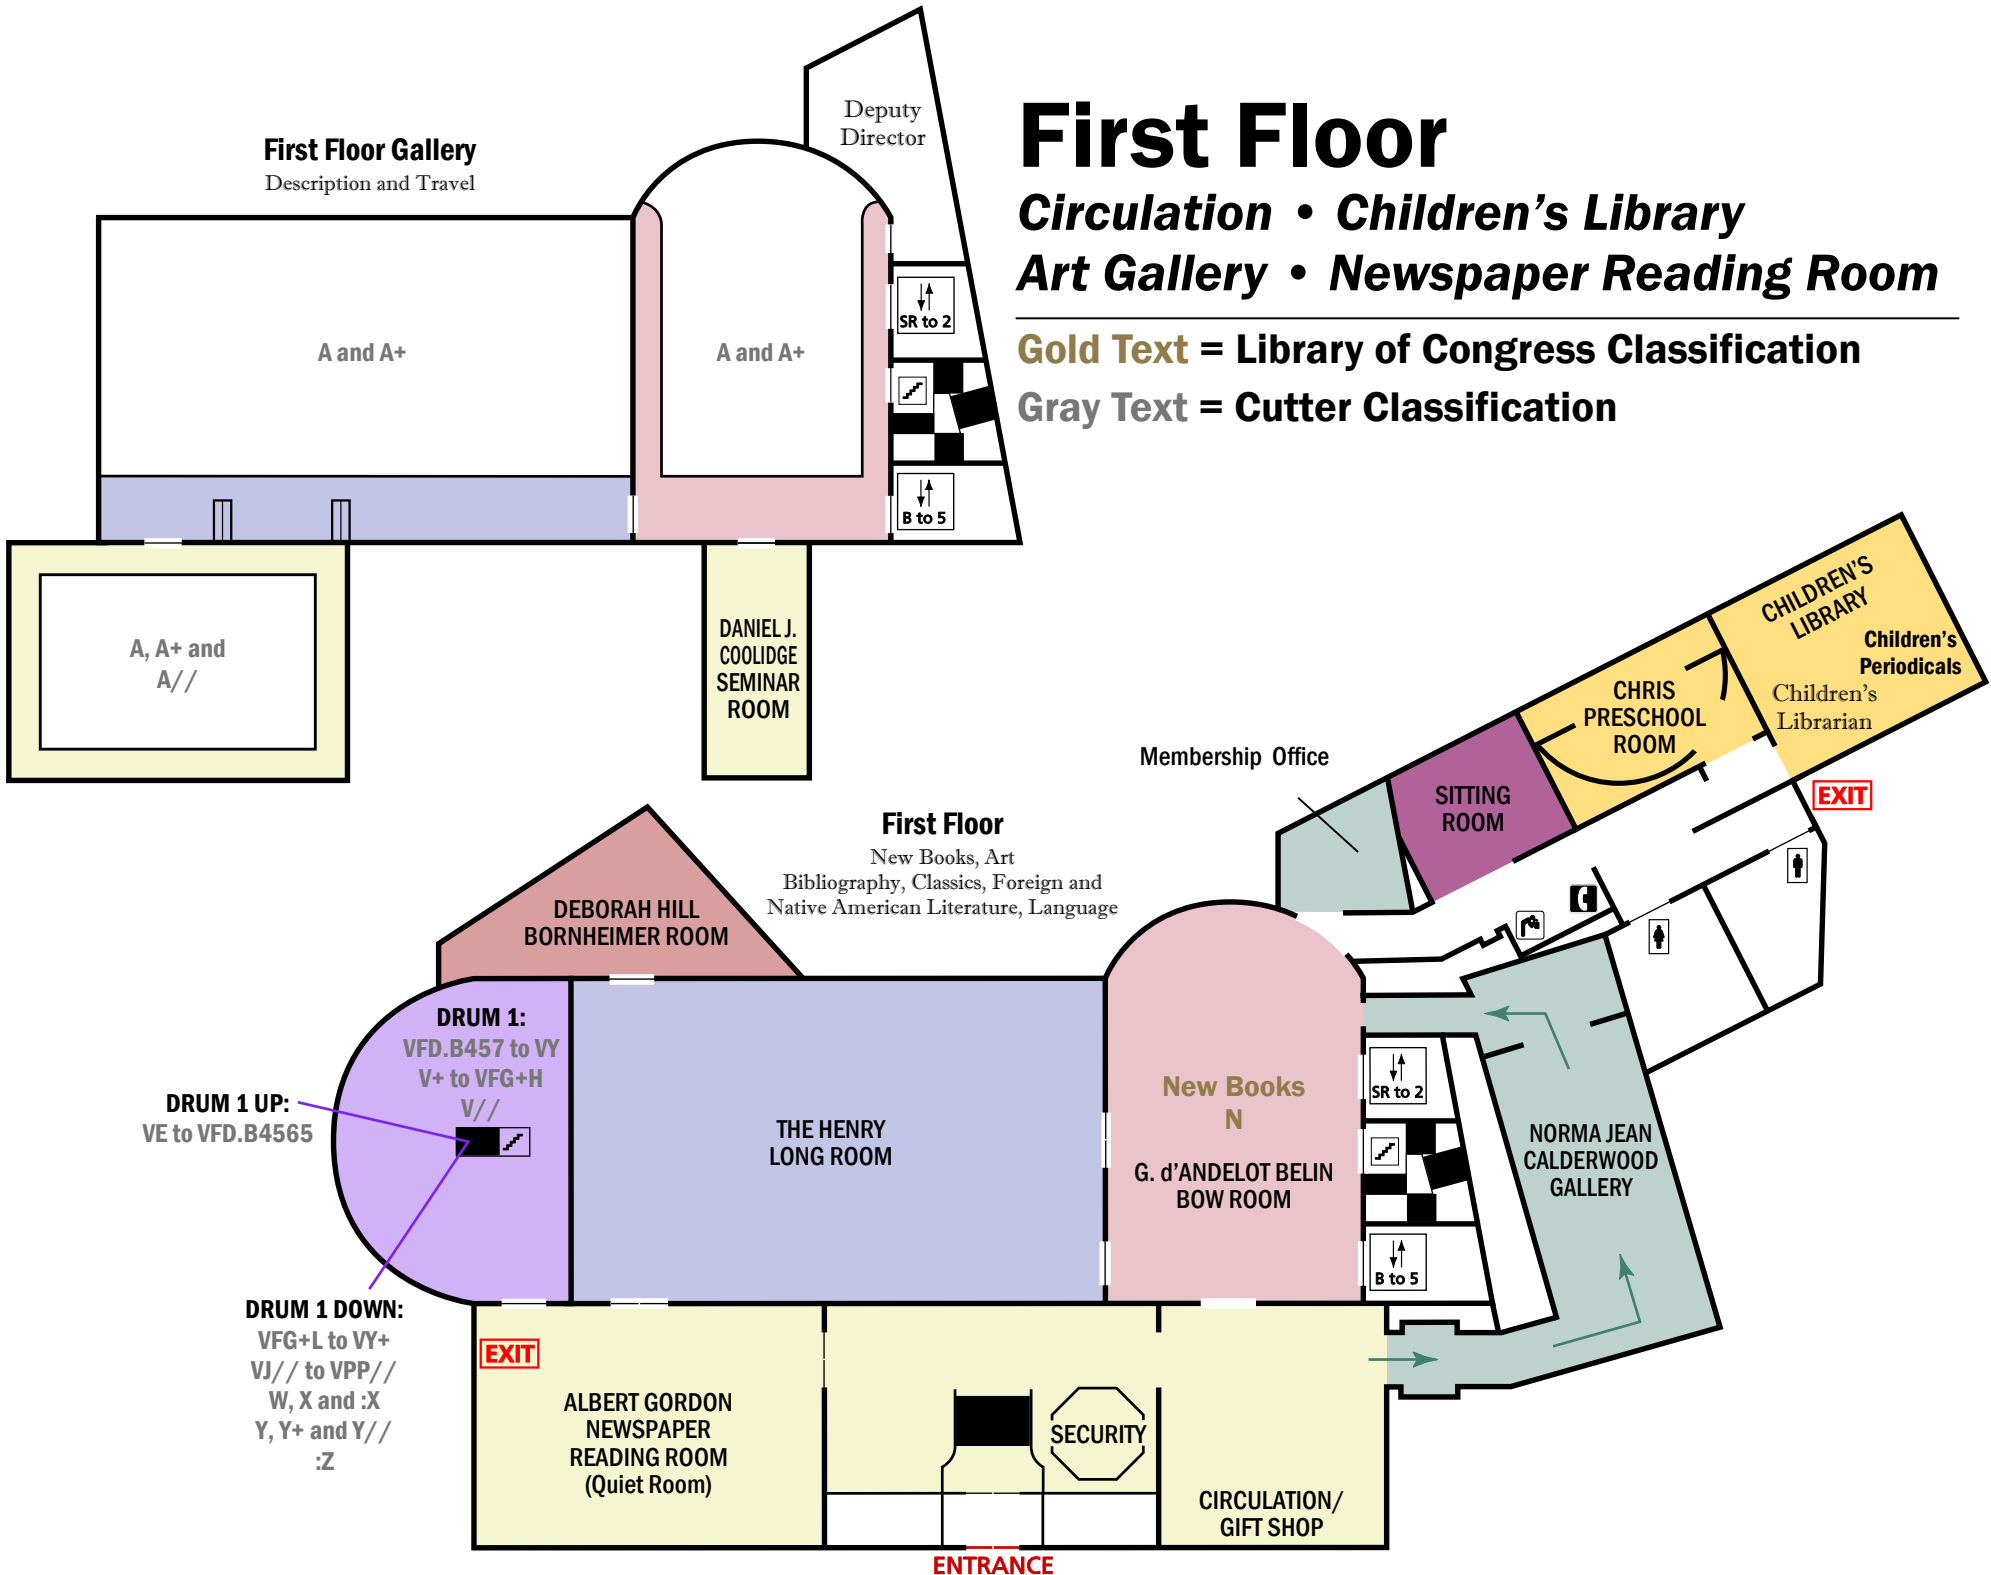 First Floor
Circulation • Children's Library
Art Gallery • Newspaper Reading Room
Gold Text = Library of Congress Classification
Gray Text = Cutter Classification
First Floor Gallery
Description and Travel
Deputy
Director
A and A+
A and A+
SR to 2
B to 5
A, A+ and
A//
DANIEL J.
COOLIDGE
SEMINAR
ROOM
CHILDREN'S
LIBRARY
Children's
Periodicals
Children's
Librarian
CHRIS
PRESCHOOL
ROOM
Membership Office
SITTING
ROOM
EXIT
First Floor
New Books, Art
Bibliography, Classics, Foreign and
Native American Literature, Language
DEBORAH HILL
BORNHEIMER ROOM
DRUM 1:
VFD.B457 to VY
V+ to VFG+H
V//
DRUM 1 UP:
VE to VFD.B4565
THE HENRY
LONG ROOM
New Books
N
G. d'ANDELOT BELIN
BOW ROOM
SR to 2
B to 5
NORMA JEAN
CALDERWOOD
GALLERY
DRUM 1 DOWN:
VFG+L to VY+
VJ// to VPP//
W, X and :X
Y, Y+ and Y//
:Z
EXIT
ALBERT GORDON
NEWSPAPER
READING ROOM
(Quiet Room)
SECURITY
CIRCULATION/
GIFT SHOP
ENTRANCE